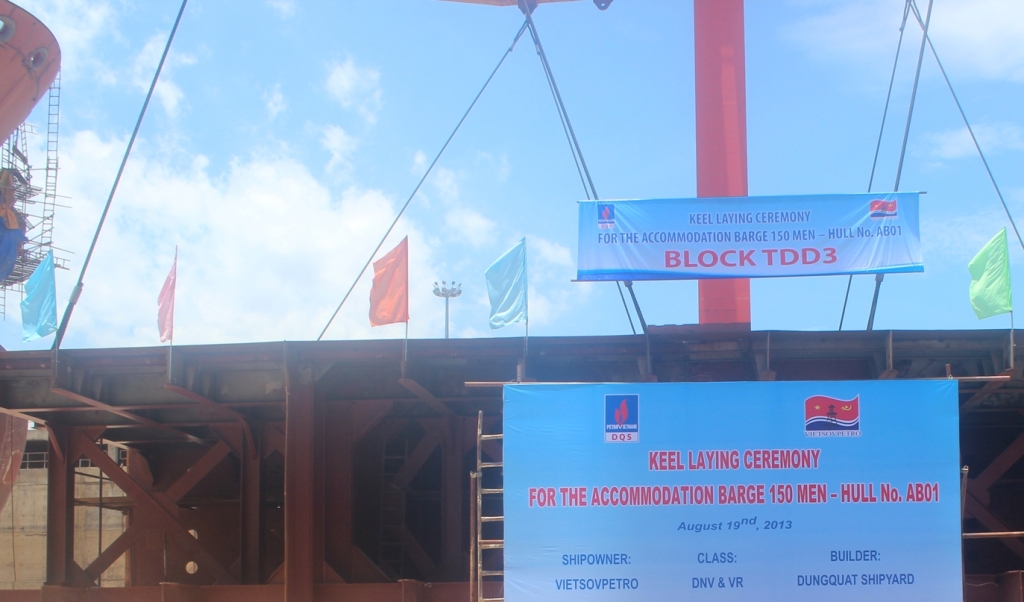 KEEL LAYING CEREMONY
FOR THE ACCOMMODATION BARGE 150 MEN – HULL No. AB01
BLOCK TDD3
PETROVIETNAM
DQS
VIETSOVPETRO
KEEL LAYING CEREMONY
FOR THE ACCOMMODATION BARGE 150 MEN – HULL No. AB01
August 19nd, 2013
SHIPOWNER: CLASS: BUILDER:
VIETSOVPETRO DNV & VR DUNGQUAT SHIPYARD